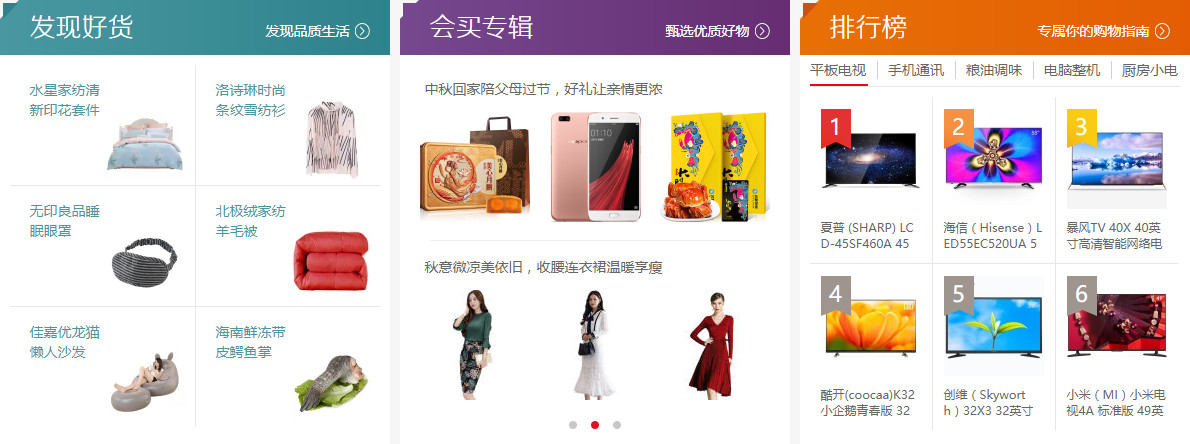 发现好货
发现品质生活
水星家纺清
新印花套件
洛诗琳时尚
条纹雪纺衫
无印良品睡
眠眼罩
北极绒家纺
羊毛被
佳嘉优龙猫
懒人沙发
海南鲜冻带
皮鳄鱼掌
会买专辑
甄选优质好物
中秋回家陪父母过节，好礼让亲情更浓
01:10
秋意微凉美依旧，收腰连衣裙温暖享瘦
排行榜
专属你的购物指南
平板电视
手机通讯
粮油调味
电脑整机
厨房小电
1
2
3
夏普 (SHARP) LC
D-45SF460A 45
海信（Hisense）L
ED55EC520UA 5
暴风TV 40X 40英
寸高清智能网络电
4
5
6
酷开(coocaa)K32
小企鹅青春版 32
创维（Skywort
h）32X3 32英寸
小米（MI）小米电
视4A 标准版 49英